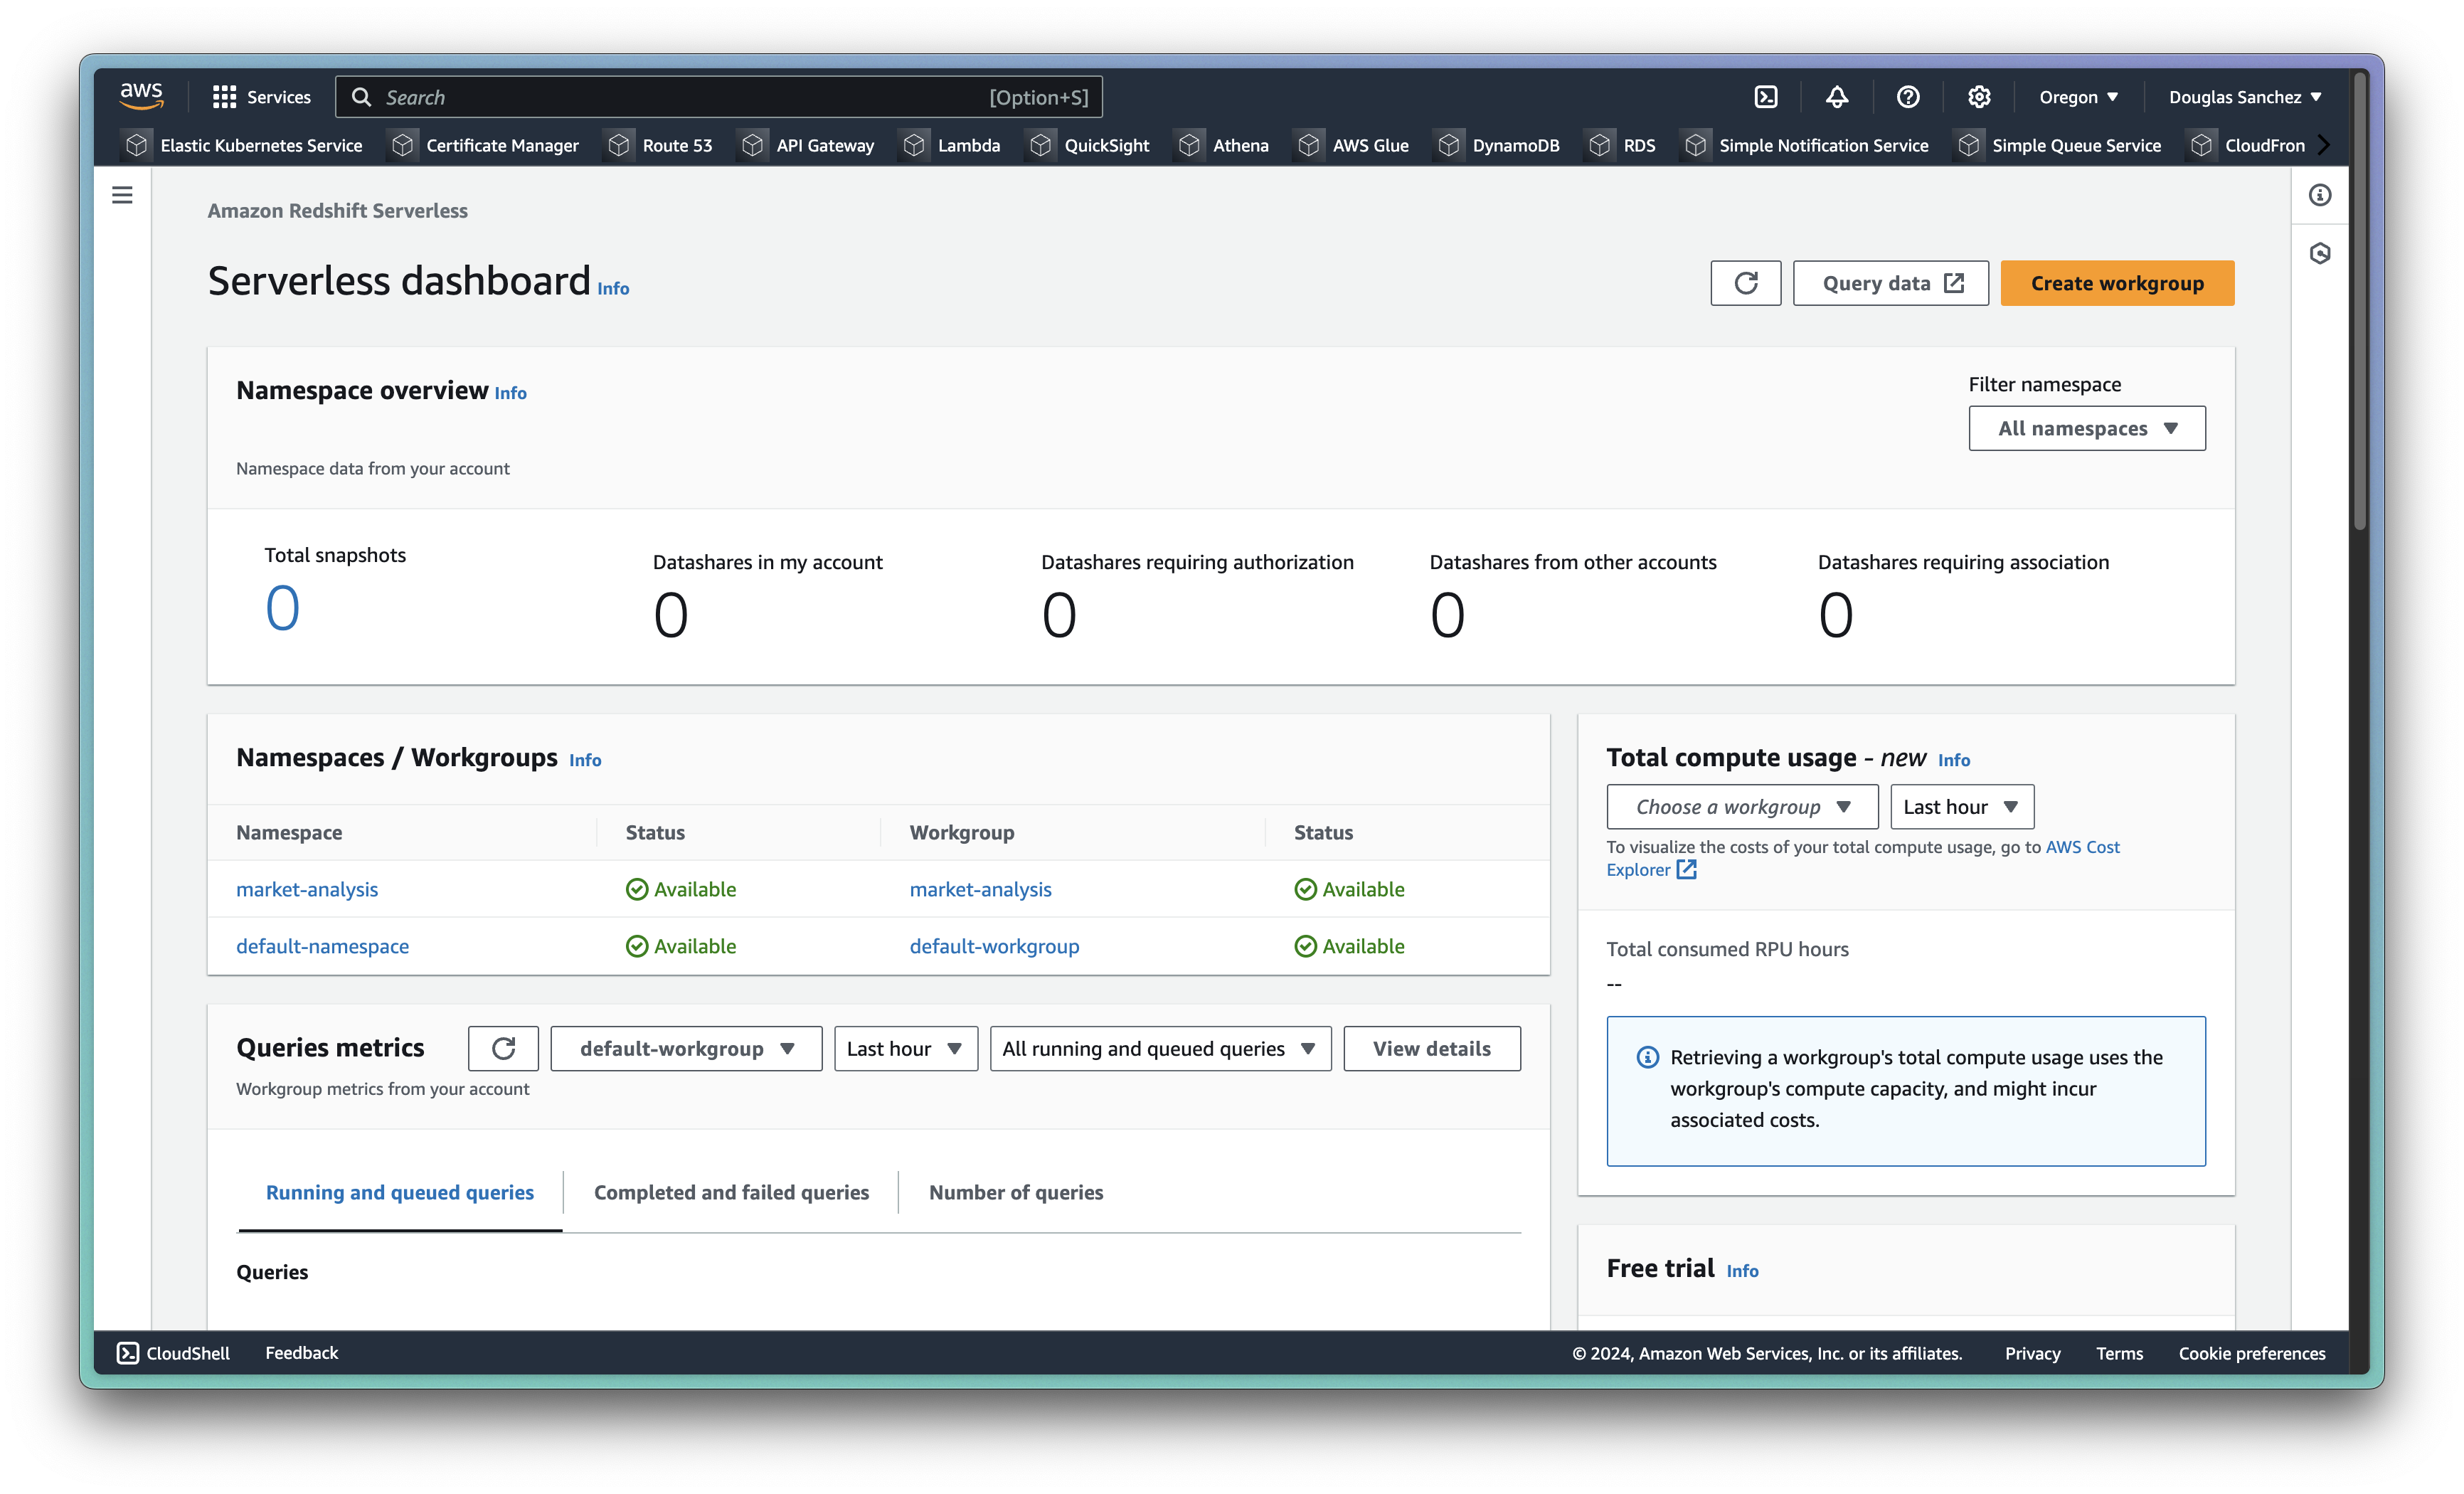 aws
Services
Search [Option+S]
Oregon
Douglas Sanchez
Elastic Kubernetes Service
Certificate Manager
Route 53
API Gateway
Lambda
QuickSight
Athena
AWS Glue
DynamoDB
RDS
Simple Notification Service
Simple Queue Service
CloudFron
Amazon Redshift Serverless
Serverless dashboard Info
Query data
Create workgroup
Namespace overview Info
Filter namespace
All namespaces
Namespace data from your account
Total snapshots
0
Datashares in my account
0
Datashares requiring authorization
0
Datashares from other accounts
0
Datashares requiring association
0
Namespaces / Workgroups Info
Namespace Status Workgroup Status
market-analysis Available market-analysis Available
default-namespace Available default-workgroup Available
Total compute usage - new Info
Choose a workgroup
Last hour
To visualize the costs of your total compute usage, go to AWS Cost
Explorer
Total consumed RPU hours
--
Retrieving a workgroup's total compute usage uses the
workgroup's compute capacity, and might incur
associated costs.
Queries metrics
default-workgroup
Last hour
All running and queued queries
View details
Workgroup metrics from your account
Running and queued queries
Completed and failed queries
Number of queries
Queries
Free trial Info
CloudShell
Feedback
© 2024, Amazon Web Services, Inc. or its affiliates.
Privacy
Terms
Cookie preferences